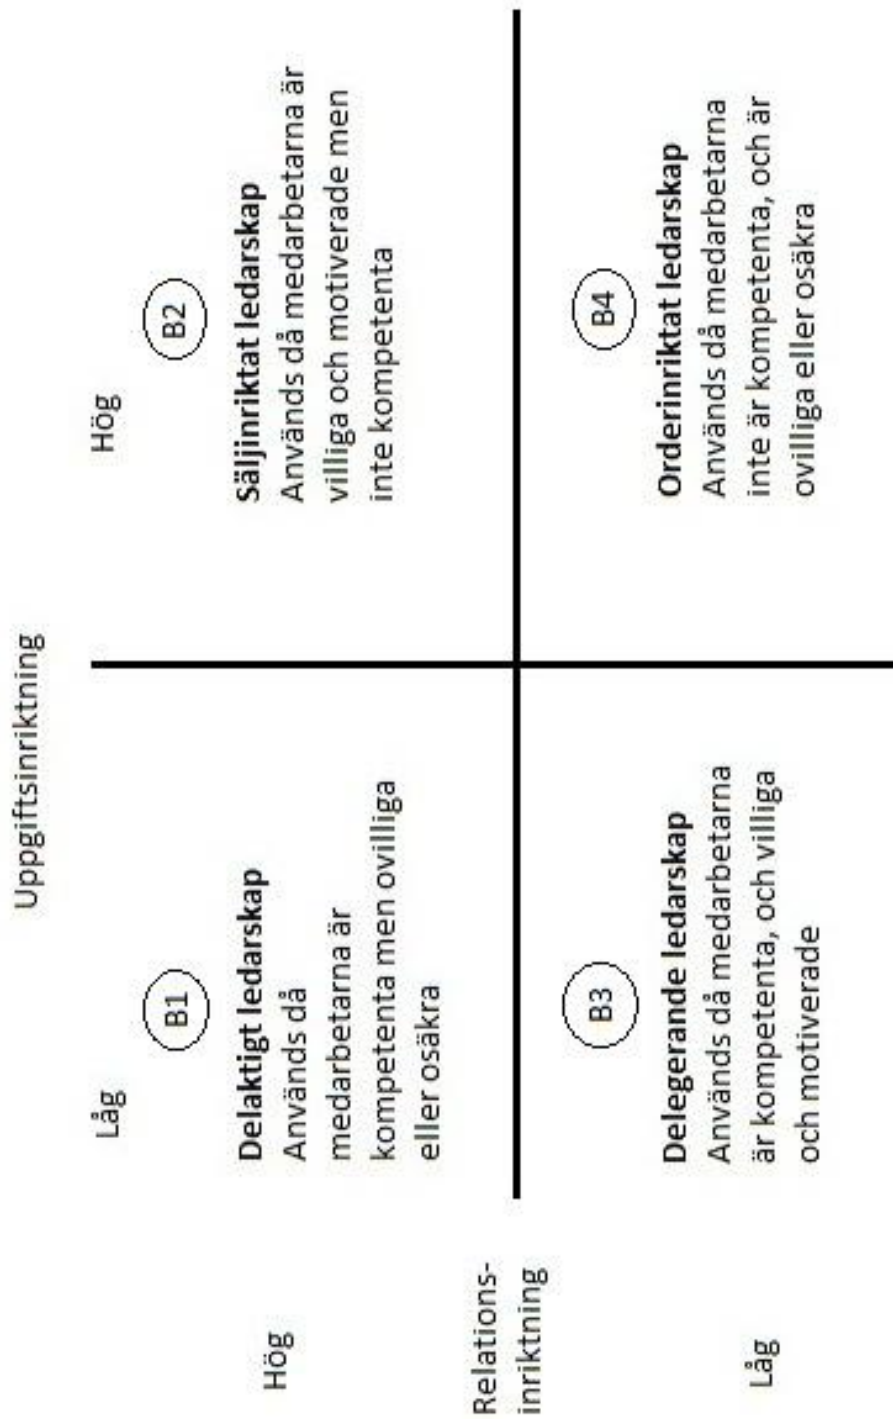 Uppgiftsinriktning
Låg
Hög
Hög
B1
Delaktigt ledarskap
Används då
medarbetarna är
kompetenta men ovilliga
eller osäkra
B2
Säljinriktat ledarskap
Används då medarbetarna är
villiga och motiverade men
inte kompetenta
Relations-
inriktning
Låg
B3
Delegerande ledarskap
Används då medarbetarna
är kompetenta, och villiga
och motiverade
B4
Orderinriktat ledarskap
Används då medarbetarna
inte är kompetenta, och är
ovilliga eller osäkra